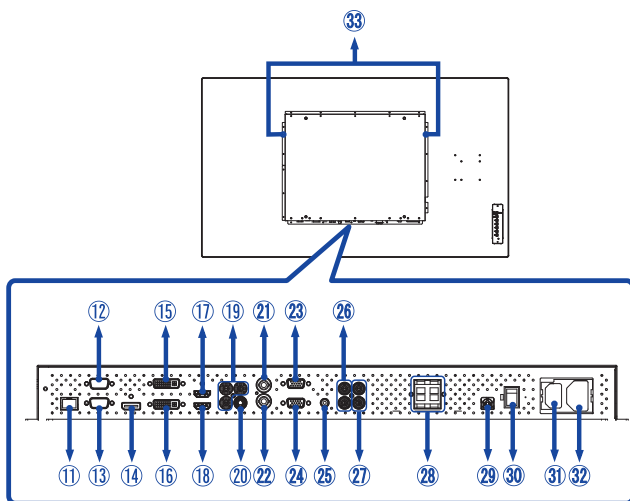 ㉝
⑫ ⑮ ⑰ ⑲ ㉑ ㉓ ㉖
⑪ ⑬ ⑭ ⑯ ⑱ ⑳ ㉒ ㉔ ㉕ ㉗ ㉘ ㉙ ㉚ ㉛ ㉜